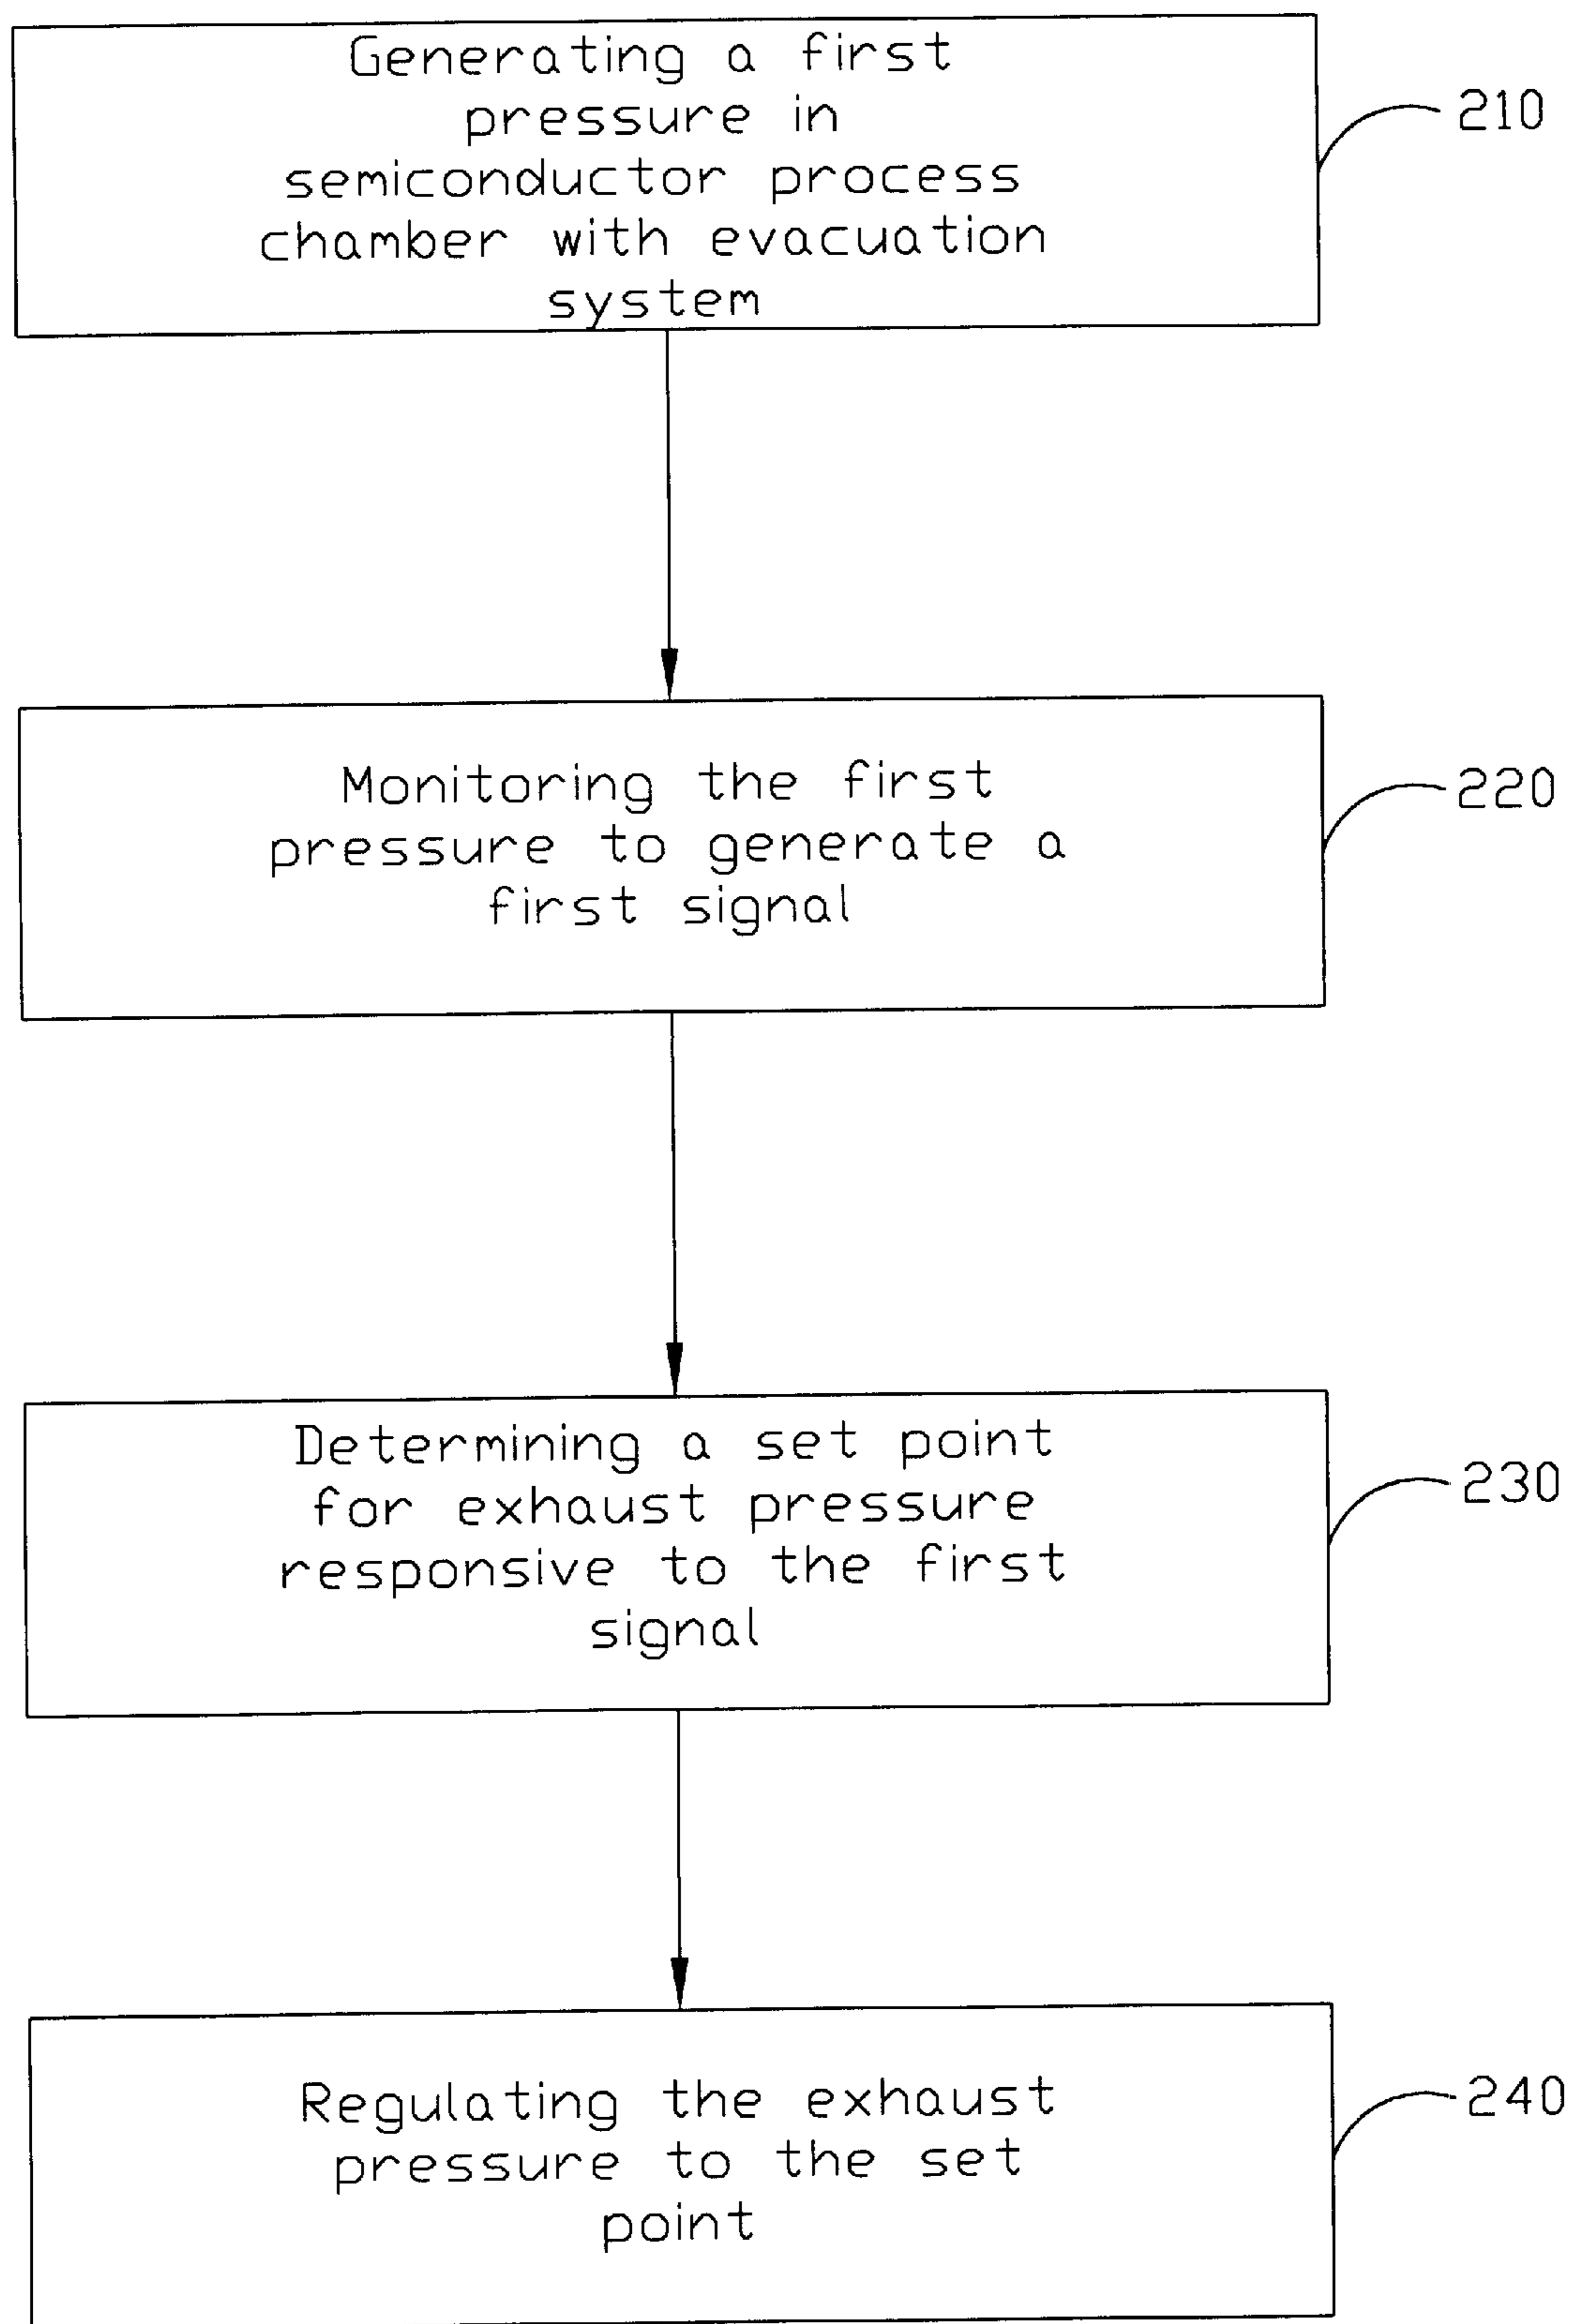 Generating a first
pressure in
semiconductor process
chamber with evacuation
system
210
Monitoring the first
pressure to generate a
first signal
220
Determining a set point
for exhaust pressure
responsive to the first
signal
230
Regulating the exhaust
pressure to the set
point
240